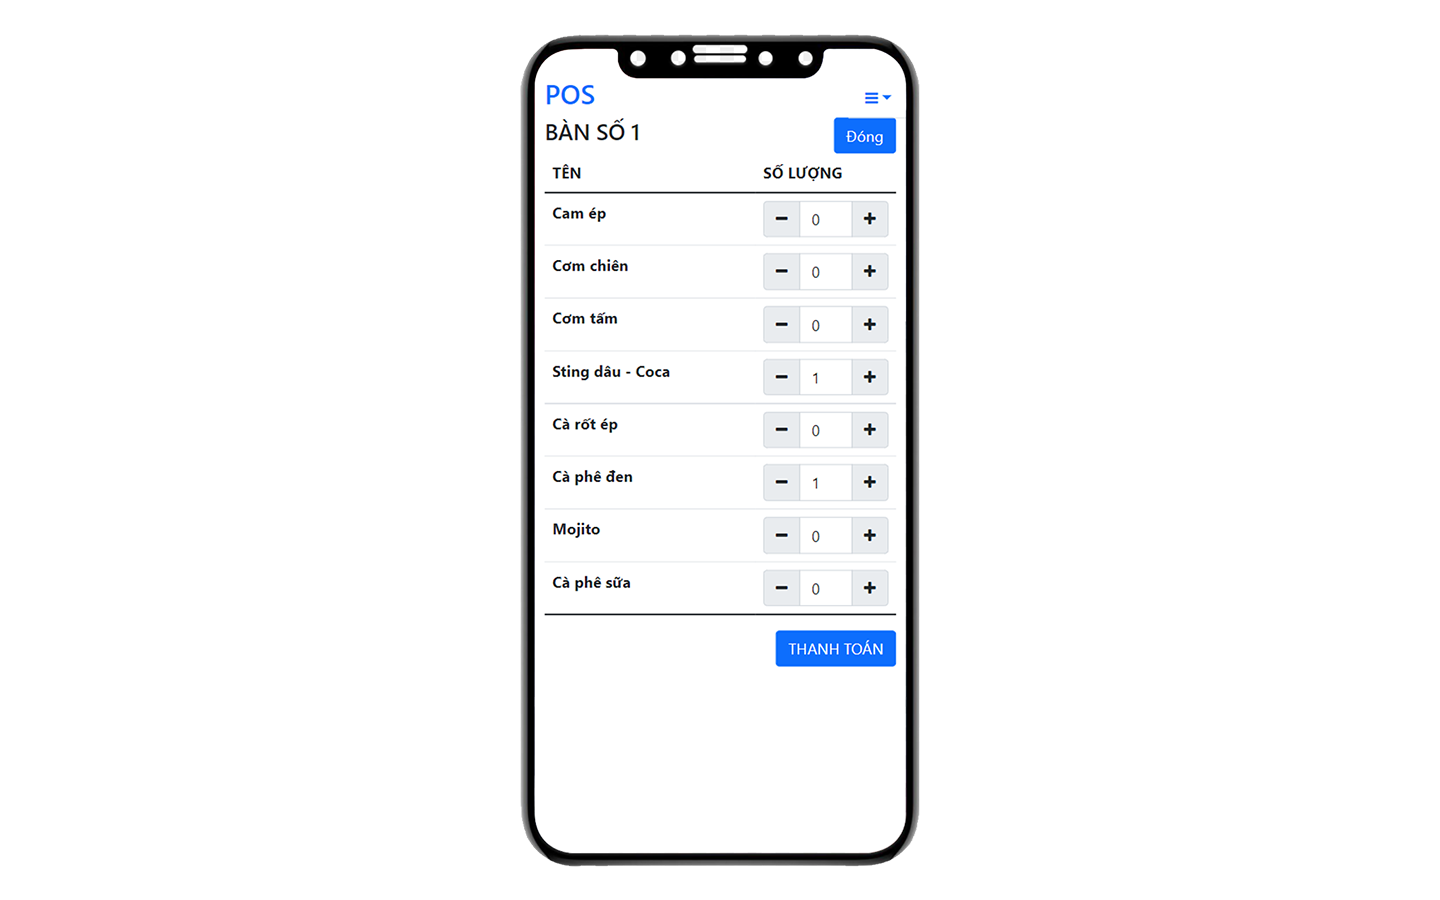 POS
BÀN SỐ 1
Đóng
TÊN SỐ LƯỢNG
Cam ép 0
Cơm chiên 0
Cơm tấm 0
Sting dâu - Coca 1
Cà rốt ép 0
Cà phê đen 1
Mojito 0
Cà phê sữa 0
THANH TOÁN